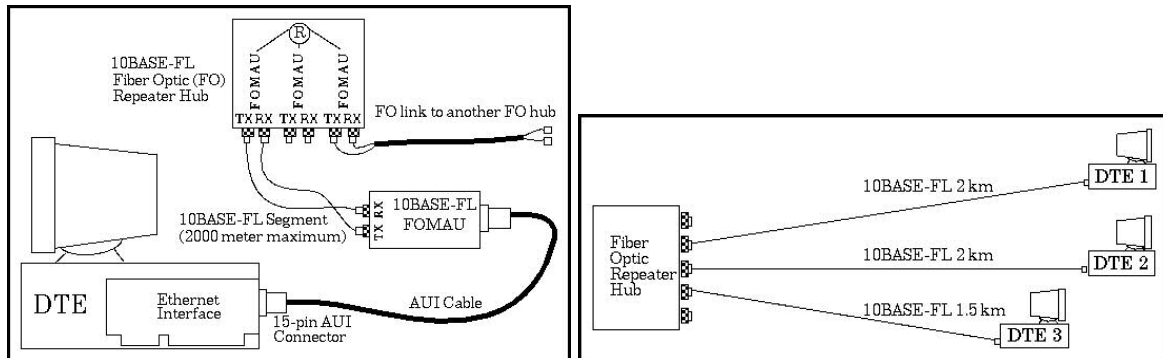 10BASE-FL
Fiber Optic (FO)
Repeater Hub
R
FOMAU
FOMAU
FOMAU
TX RX TX RX TX RX
FO link to another FO hub
10BASE-FL Segment
(2000 meter maximum)
TX RX
10BASE-FL
FOMAU
DTE
Ethernet
Interface
15-pin AUI
Connector
AUI Cable
Fiber
Optic
Repeater
Hub
10BASE-FL 2 km
DTE 1
10BASE-FL 2 km
DTE 2
10BASE-FL 1.5 km
DTE 3